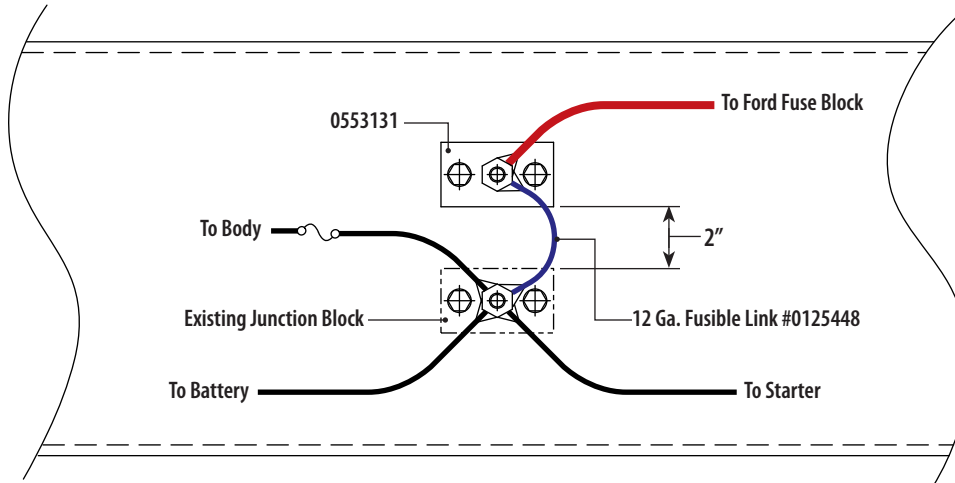 To Ford Fuse Block
0553131
To Body
2”
Existing Junction Block
12 Ga. Fusible Link #0125448
To Battery
To Starter